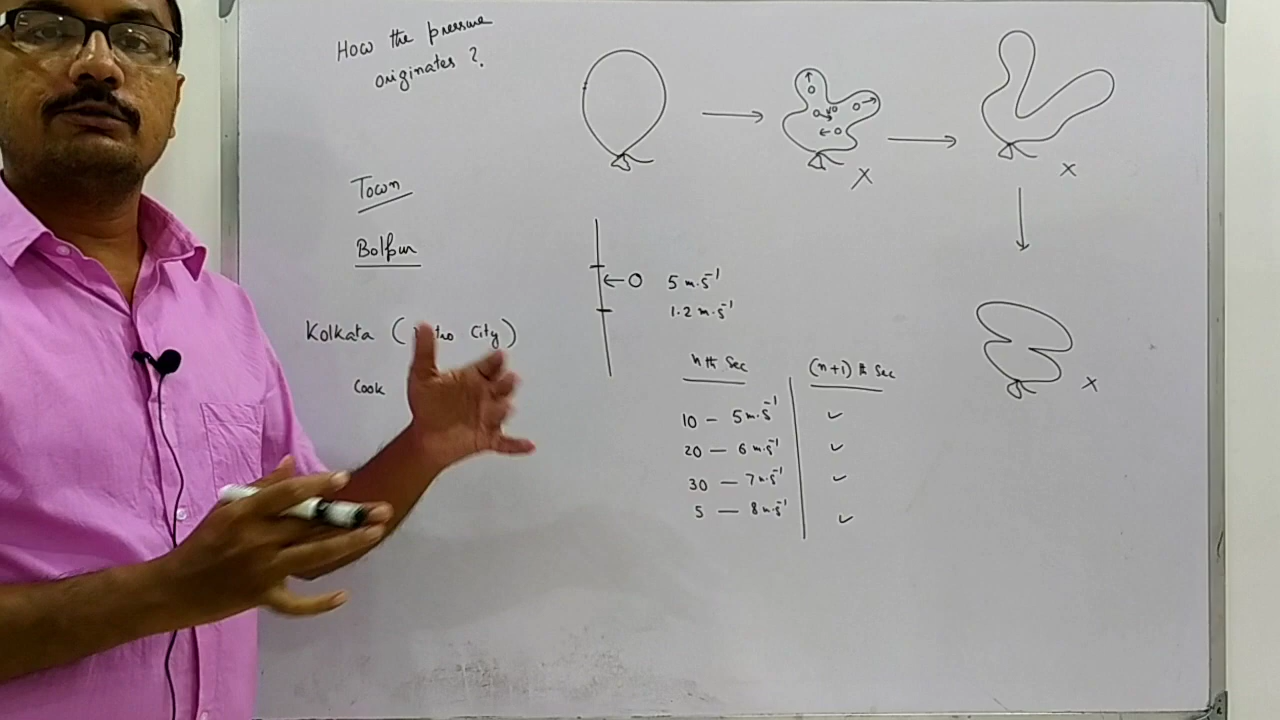 How the pressure
originates ?
Town
Bolpur
Kolkata ( City )
Cook
x
x
x
5 m.s⁻¹
1.2 m.s⁻¹
nth Sec
(n+1) th Sec
10 — 5 m.s⁻¹ ✓
20 — 6 m.s⁻¹ ✓
30 — 7 m.s⁻¹ ✓
5 — 8 m.s⁻¹ ✓